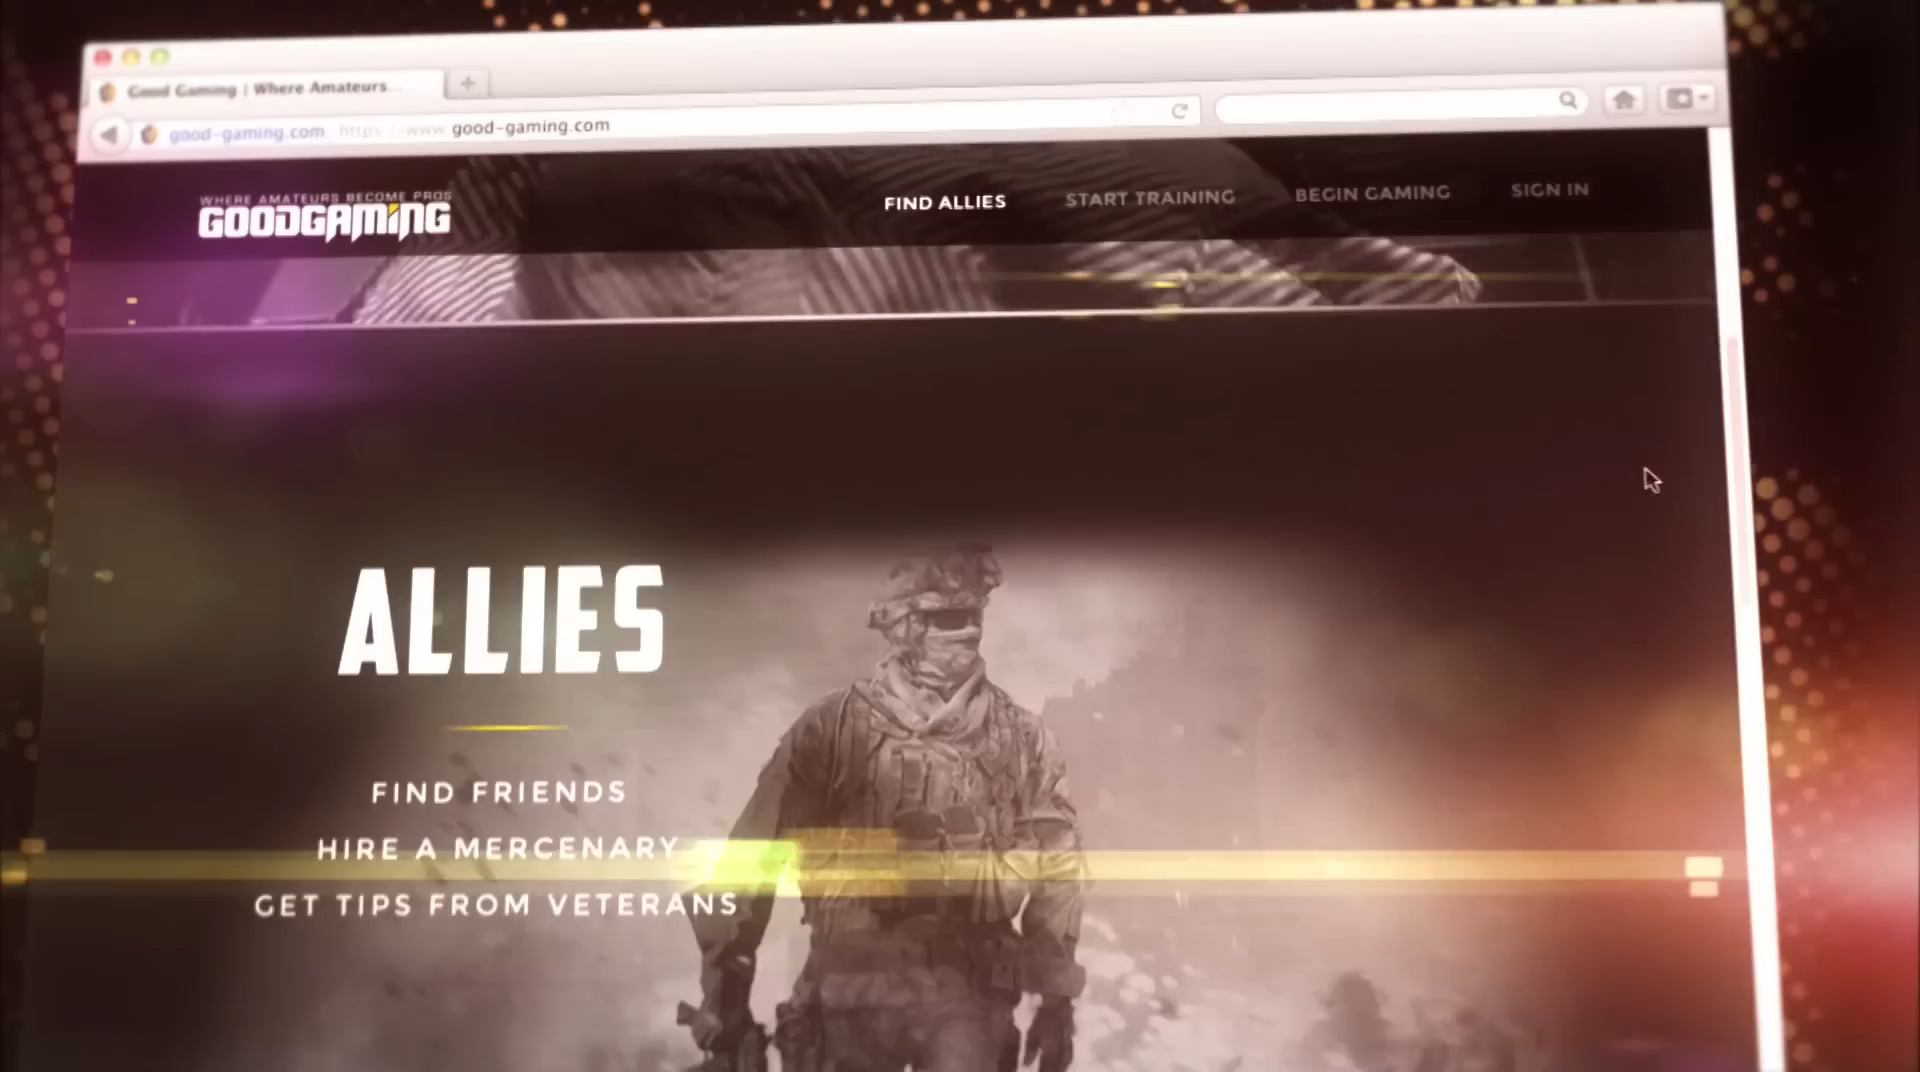 Good Gaming | Where Amateurs...
good-gaming.com https://www.good-gaming.com
WHERE AMATEURS BECOME PROS
GOODGAMING
FIND ALLIES START TRAINING BEGIN GAMING SIGN IN
ALLIES
FIND FRIENDS
HIRE A MERCENARY
GET TIPS FROM VETERANS